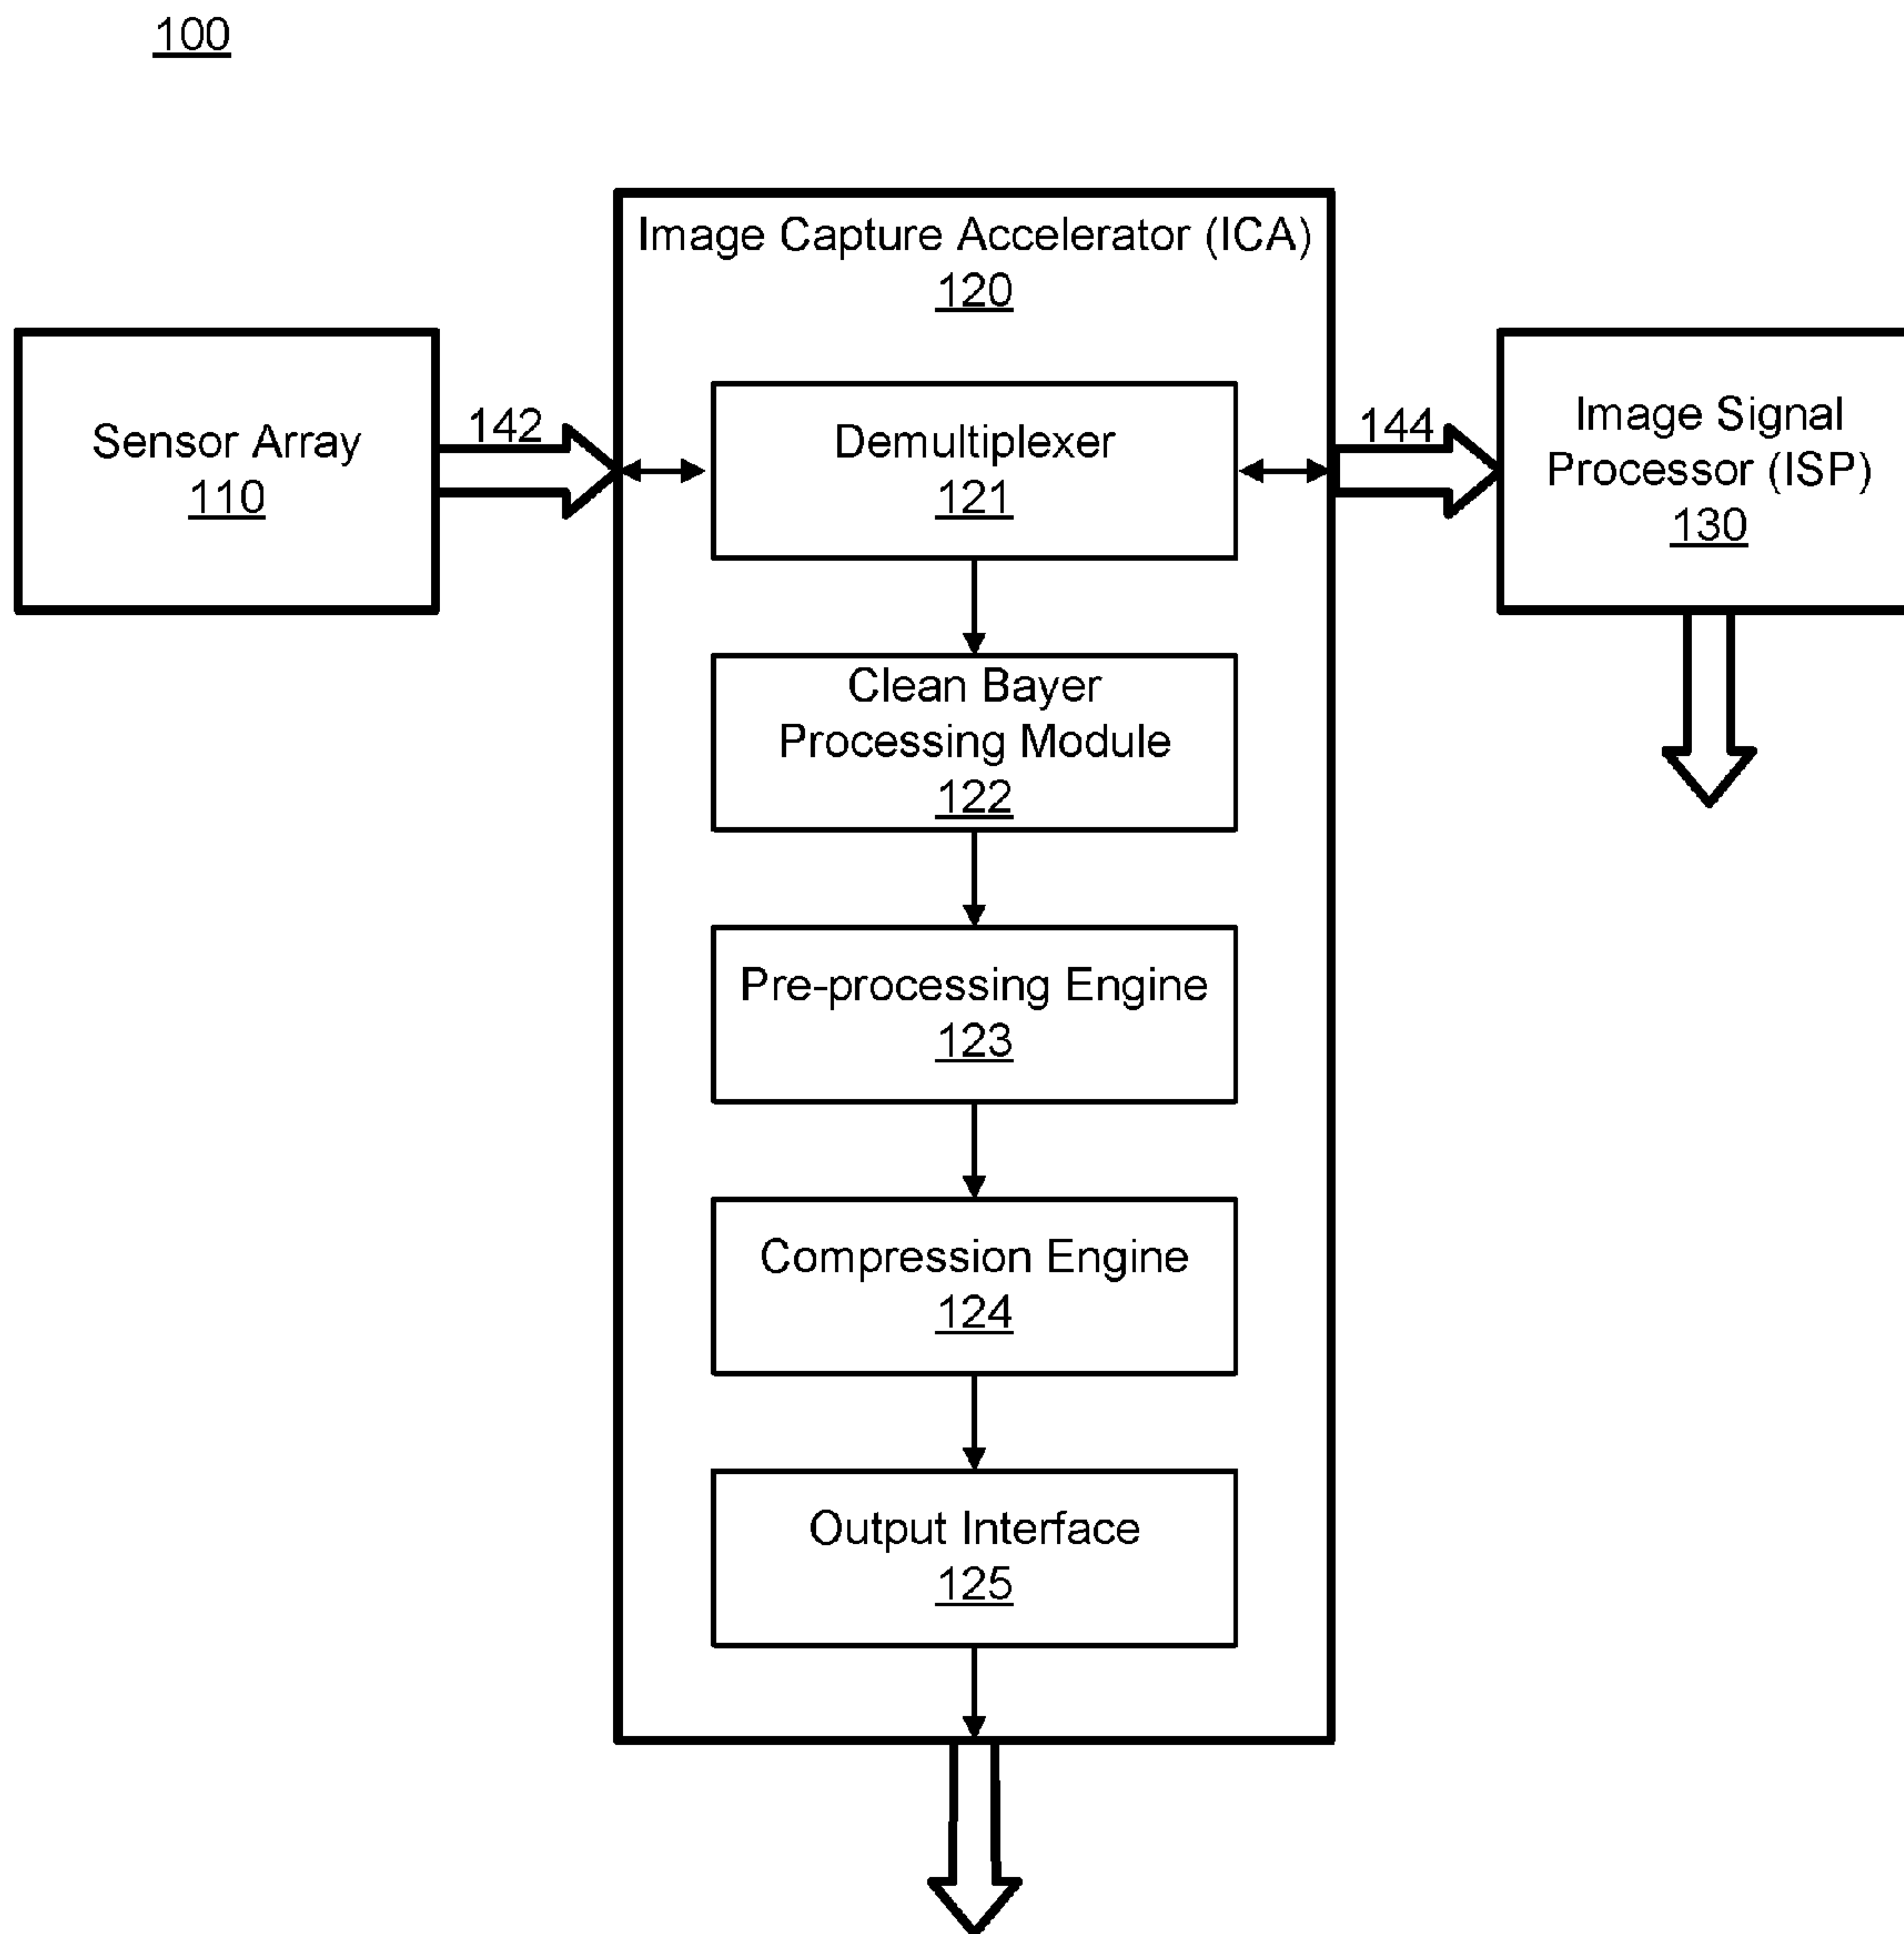 100
Image Capture Accelerator (ICA)
120
Sensor Array
110
142
Demultiplexer
121
144
Image Signal
Processor (ISP)
130
Clean Bayer
Processing Module
122
Pre-processing Engine
123
Compression Engine
124
Output Interface
125